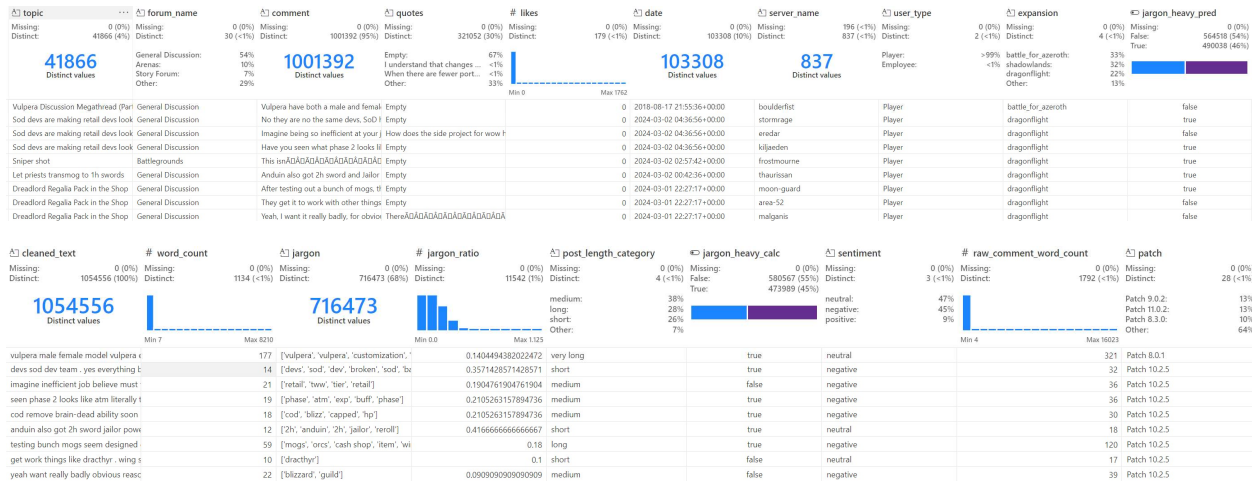 topic ··· forum_name comment quotes # likes date server_name user_type expansion jargon_heavy_pred
Missing: 0 (0%) Missing: 0 (0%) Missing: 0 (0%) Missing: 0 (0%) Missing: 0 (0%) Missing: 0 (0%) Missing: 196 (<1%) Missing: 0 (0%) Missing: 0 (0%) Missing: 0 (0%)
Distinct: 41866 (4%) Distinct: 30 (<1%) Distinct: 1001392 (95%) Distinct: 321052 (30%) Distinct: 179 (<1%) Distinct: 103308 (10%) Distinct: 837 (<1%) Distinct: 2 (<1%) Distinct: 4 (<1%) False: 564518 (54%)
True: 490038 (46%)
41866 General Discussion: 54% 1001392 Empty: 67% 103308 837 Player: >99% battle_for_azeroth: 33%
Distinct values Arenas: 10% Distinct values I understand that changes ... <1% Distinct values Distinct values Employee: <1% shadowlands: 32%
Story Forum: 7% When there are fewer port... <1% dragonflight: 22%
Other: 29% Other: 33% Other: 13%
Min 0 Max 1762
Vulpera Discussion Megathread (Part General Discussion Vulpera have both a male and femal Empty 0 2018-08-17 21:55:36+00:00 boulderfist Player battle_for_azeroth false
Sod devs are making retail devs look General Discussion No they are no the same devs, SoD Empty 0 2024-03-02 04:36:56+00:00 stormrage Player dragonflight true
Sod devs are making retail devs look General Discussion Imagine being so inefficient at your j How does the side project for wow h 0 2024-03-02 04:36:56+00:00 eredar Player dragonflight false
Sod devs are making retail devs look General Discussion Have you seen what phase 2 looks li Empty 0 2024-03-02 04:36:56+00:00 kiljaeden Player dragonflight true
Sniper shot Battlegrounds This isn Empty 0 2024-03-02 02:57:42+00:00 frostmourne Player dragonflight true
Let priests transmog to 1h swords General Discussion Anduin also got 2h sword and Jailor Empty 0 2024-03-02 00:42:36+00:00 thaurissan Player dragonflight true
Dreadlord Regalia Pack in the Shop General Discussion After testing out a bunch of mogs, th Empty 0 2024-03-01 22:27:17+00:00 moon-guard Player dragonflight true
Dreadlord Regalia Pack in the Shop General Discussion They get it to work with other things Empty 0 2024-03-01 22:27:17+00:00 area-52 Player dragonflight false
Dreadlord Regalia Pack in the Shop General Discussion Yeah, I want it really badly, for obvio There 0 2024-03-01 22:27:17+00:00 malganis Player dragonflight false
cleaned_text # word_count jargon # jargon_ratio post_length_category jargon_heavy_calc sentiment # raw_comment_word_count patch
Missing: 0 (0%) Missing: 0 (0%) Missing: 0 (0%) Missing: 0 (0%) Missing: 0 (0%) Missing: 0 (0%) Missing: 0 (0%) Missing: 0 (0%) Missing: 0 (0%)
Distinct: 1054556 (100%) Distinct: 1134 (<1%) Distinct: 716473 (68%) Distinct: 11542 (1%) Distinct: 4 (<1%) False: 580567 (55%) Distinct: 3 (<1%) Distinct: 1792 (<1%) Distinct: 28 (<1%
True: 473989 (45%)
1054556 716473 medium: 38% neutral: 47% Patch 9.0.2: 13%
Distinct values Distinct values long: 28% negative: 45% Patch 11.0.2: 13%
short: 26% positive: 9% Patch 8.3.0: 10%
Other: 7% Other: 64%
Min 7 Max 8210 Min 0.0 Max 1.125 Min 4 Max 16023
vulpera male female model vulpera e 177 ['vulpera', 'vulpera', 'customization', ' 0.1404494382022472 very long true neutral 321 Patch 8.0.1
devs sod dev team . yes everything b 14 ['devs', 'sod', 'dev', 'broken', 'sod', 'ba 0.3571428571428571 short true negative 32 Patch 10.2.5
imagine inefficient job believe must 21 ['retail', 'tww', 'tier', 'retail'] 0.1904761904761904 medium false negative 36 Patch 10.2.5
seen phase 2 looks like atm literally t 19 ['phase', 'atm', 'exp', 'buff', 'phase'] 0.2105263157894736 medium true negative 36 Patch 10.2.5
cod remove brain-dead ability soon 18 ['cod', 'blizz', 'capped', 'hp'] 0.2105263157894736 medium true negative 30 Patch 10.2.5
anduin also got 2h sword jailor powe 12 ['2h', 'anduin', '2h', 'jailor', 'reroll'] 0.4166666666666667 short true neutral 18 Patch 10.2.5
testing bunch mogs seem designed 59 ['mogs', 'orcs', 'cash shop', 'item', 'wi 0.18 long true negative 120 Patch 10.2.5
get work things like dracthyr . wing s 10 ['dracthyr'] 0.1 short false neutral 17 Patch 10.2.5
yeah want really badly obvious reaso 22 ['blizzard', 'guild'] 0.0909090909090909 medium false negative 39 Patch 10.2.5